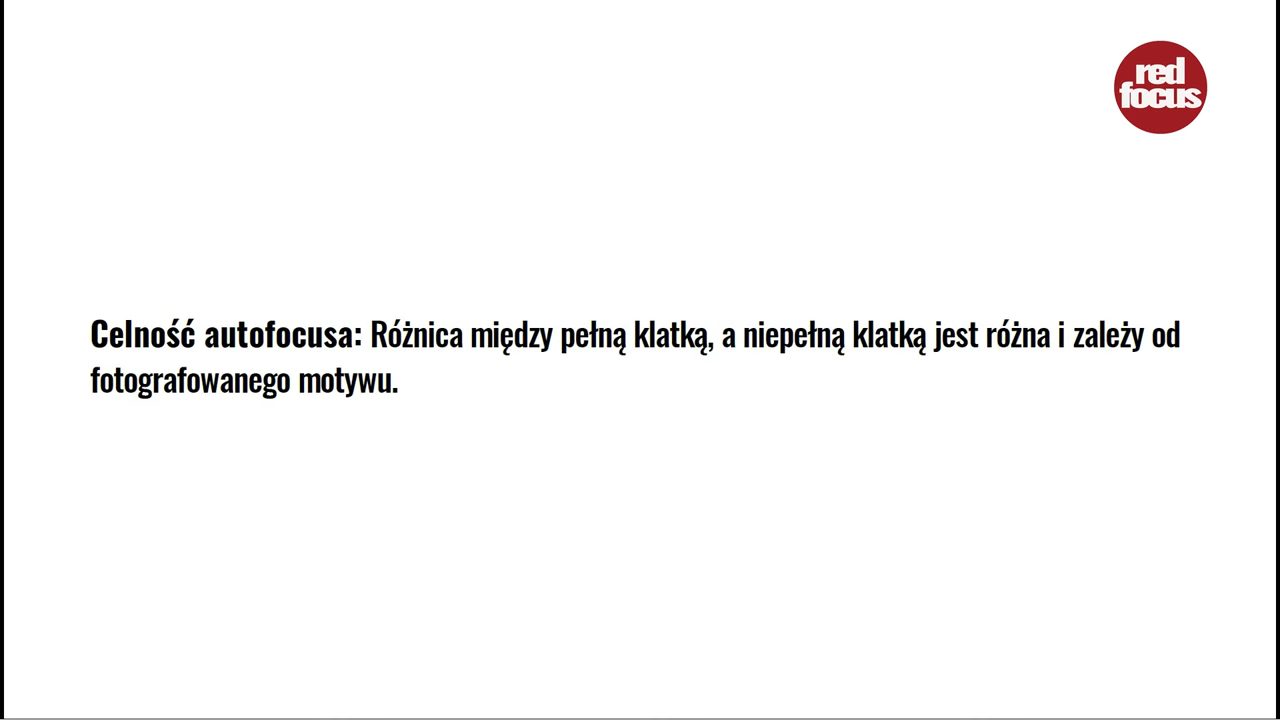 red
focus
Celność autofocusa: Różnica między pełną klatką, a niepełną klatką jest różna i zależy od
fotografowanego motywu.